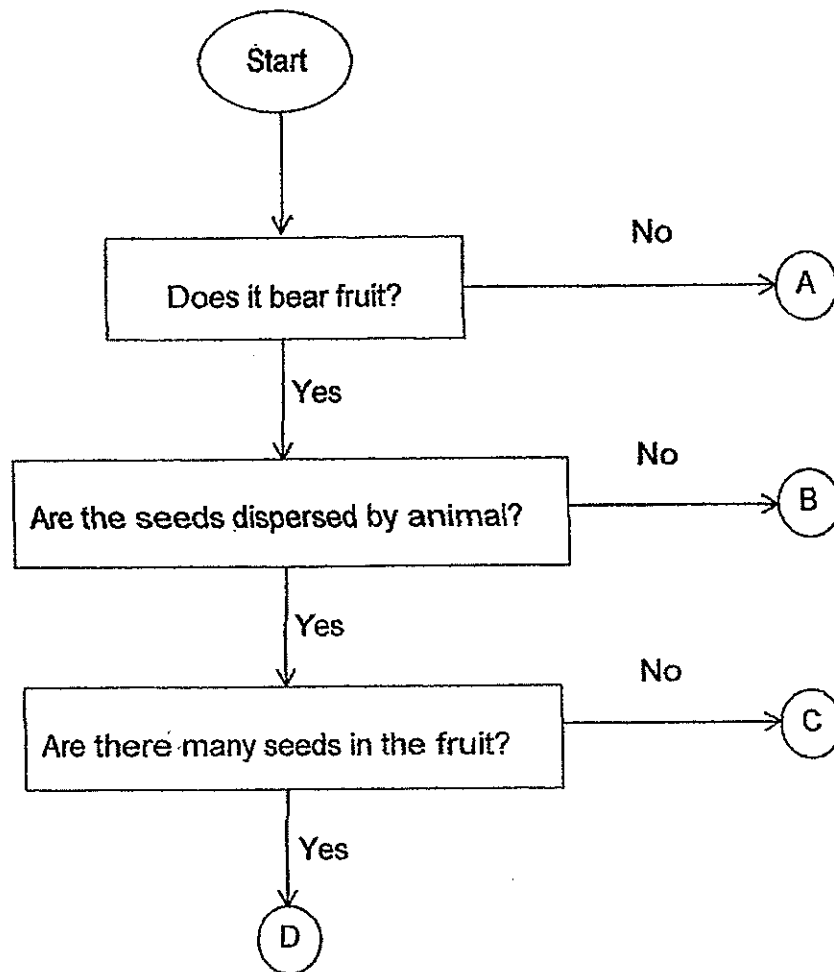 Start
No
Does it bear fruit?
A
Yes
No
Are the seeds dispersed by animal?
B
Yes
No
Are there many seeds in the fruit?
C
Yes
D